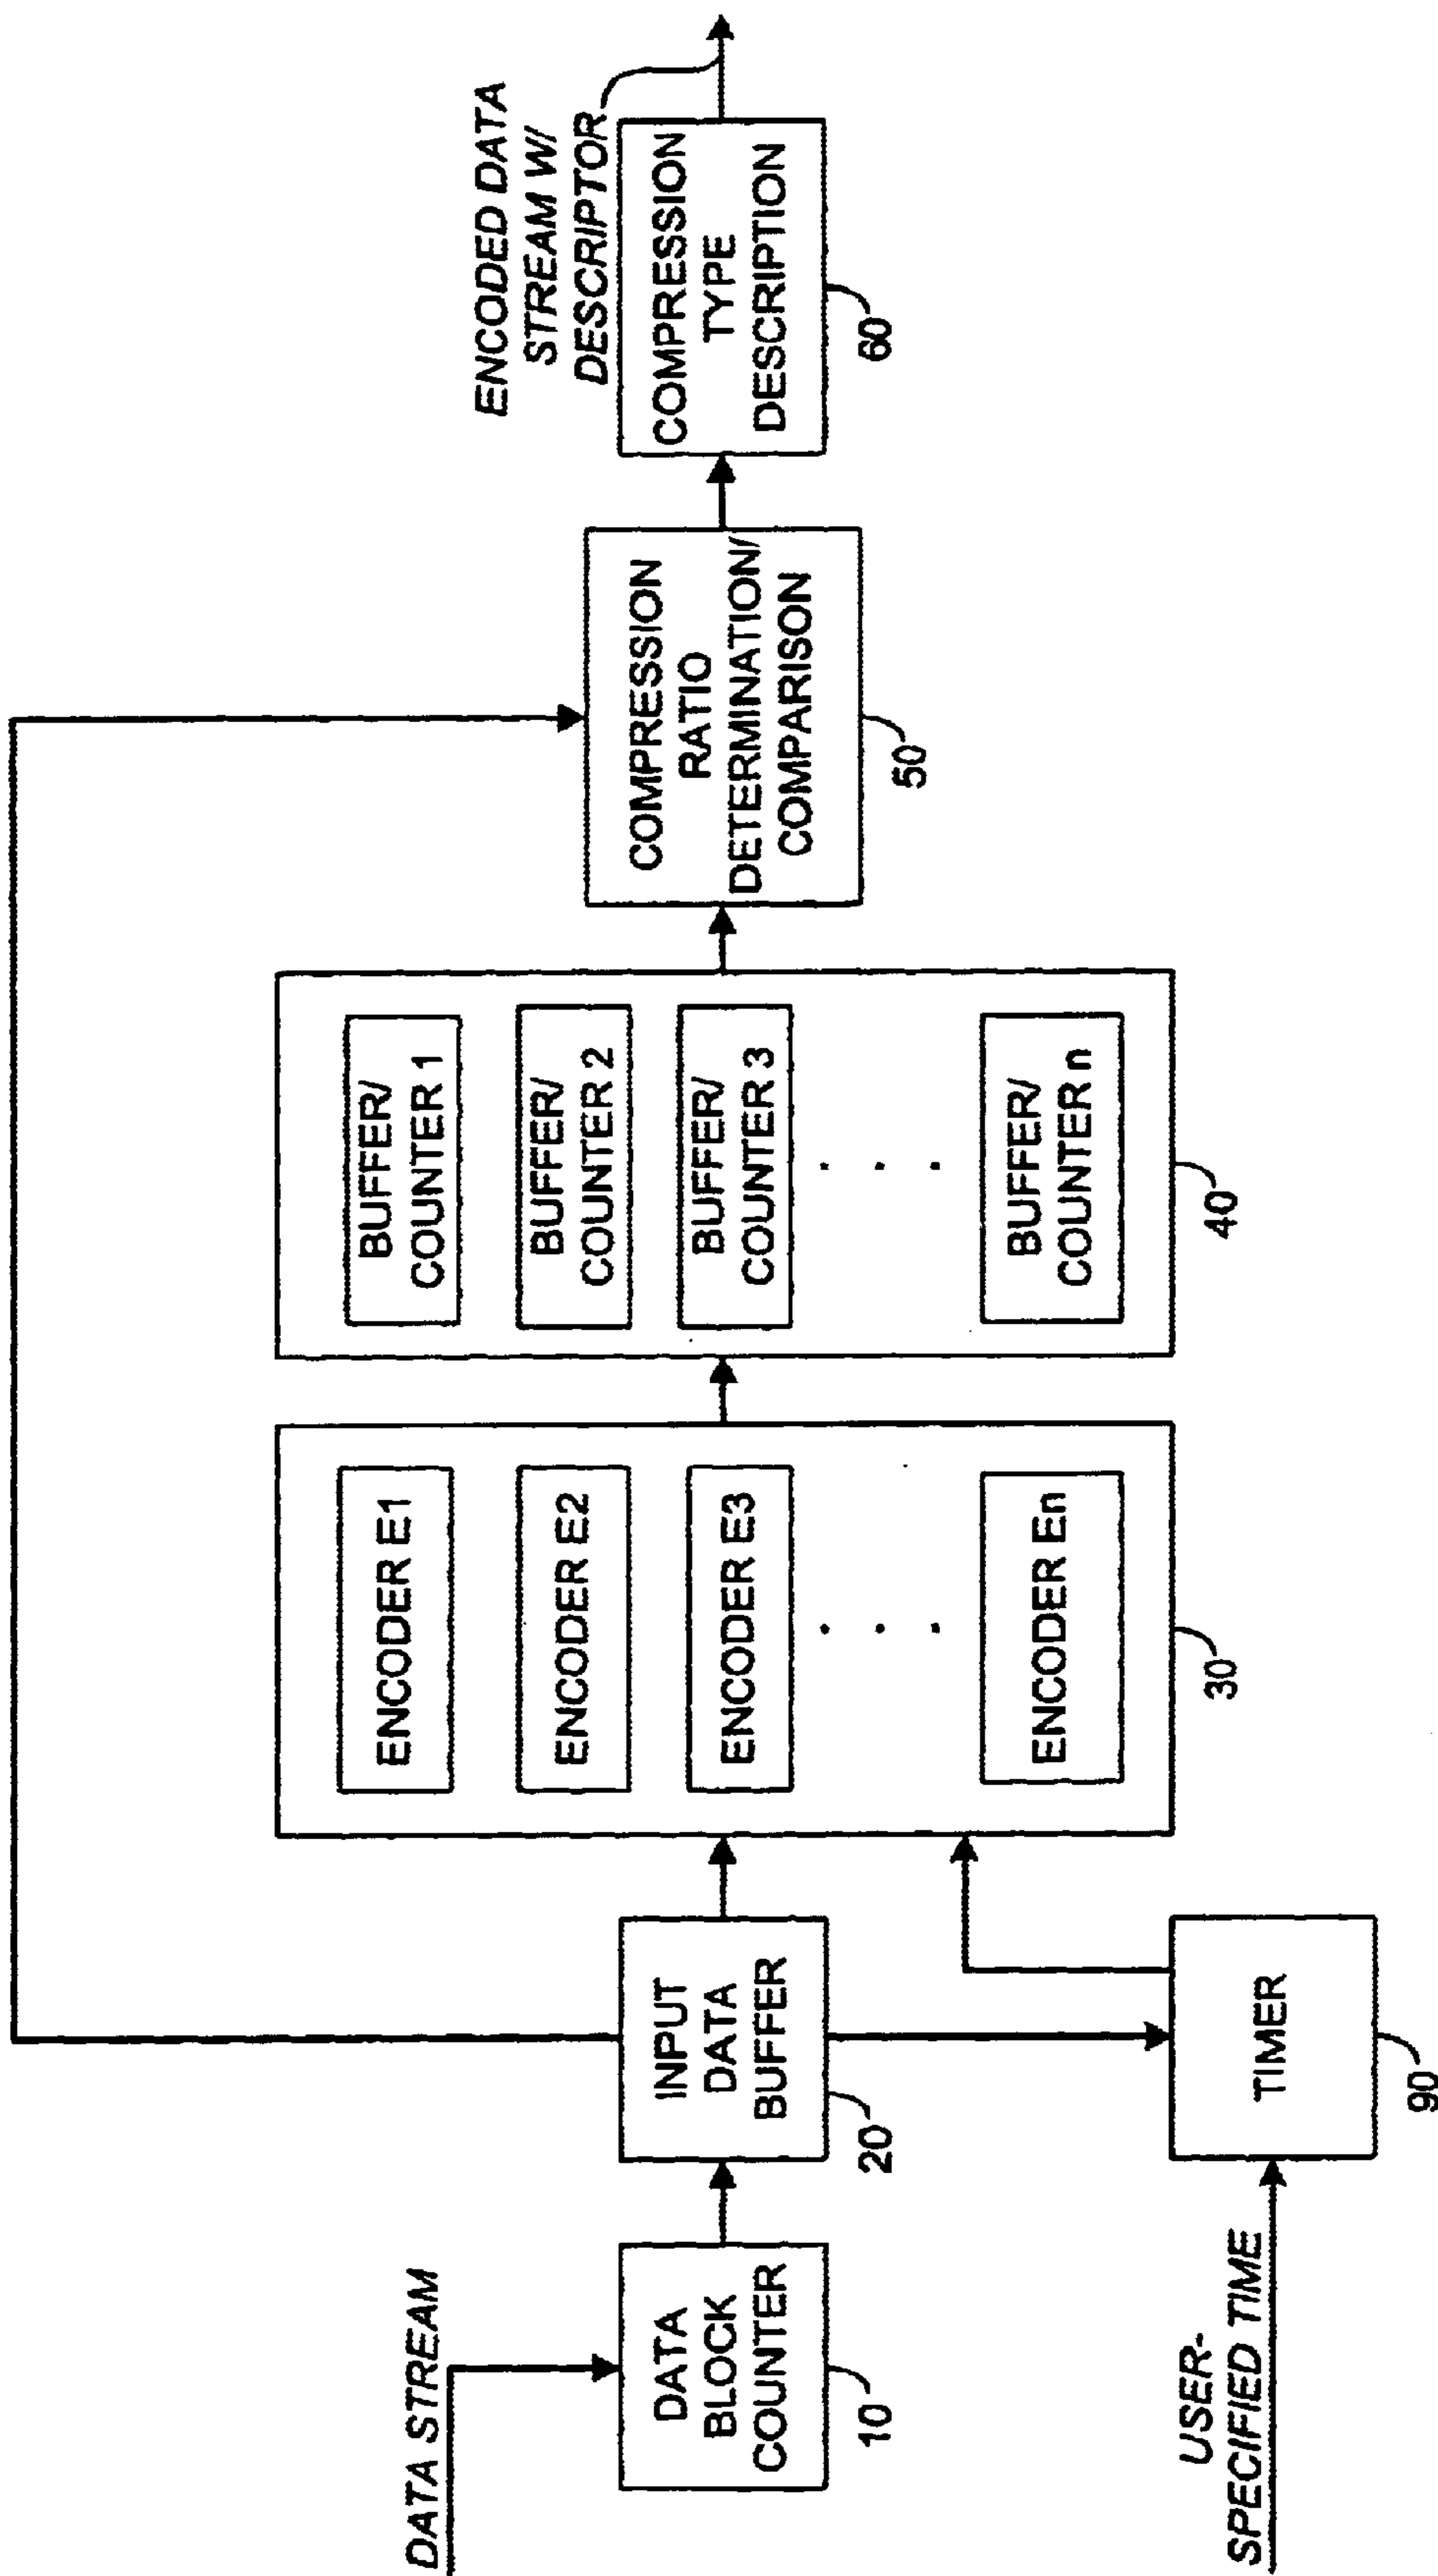 DATA STREAM
DATA
BLOCK
COUNTER
10
INPUT
DATA
BUFFER
20
USER-
SPECIFIED TIME
TIMER
90
ENCODER E1
ENCODER E2
ENCODER E3
. . .
ENCODER En
30
BUFFER/
COUNTER 1
BUFFER/
COUNTER 2
BUFFER/
COUNTER 3
. . .
BUFFER/
COUNTER n
40
COMPRESSION
RATIO
DETERMINATION/
COMPARISON
50
COMPRESSION
TYPE
DESCRIPTION
60
ENCODED DATA
STREAM W/
DESCRIPTOR